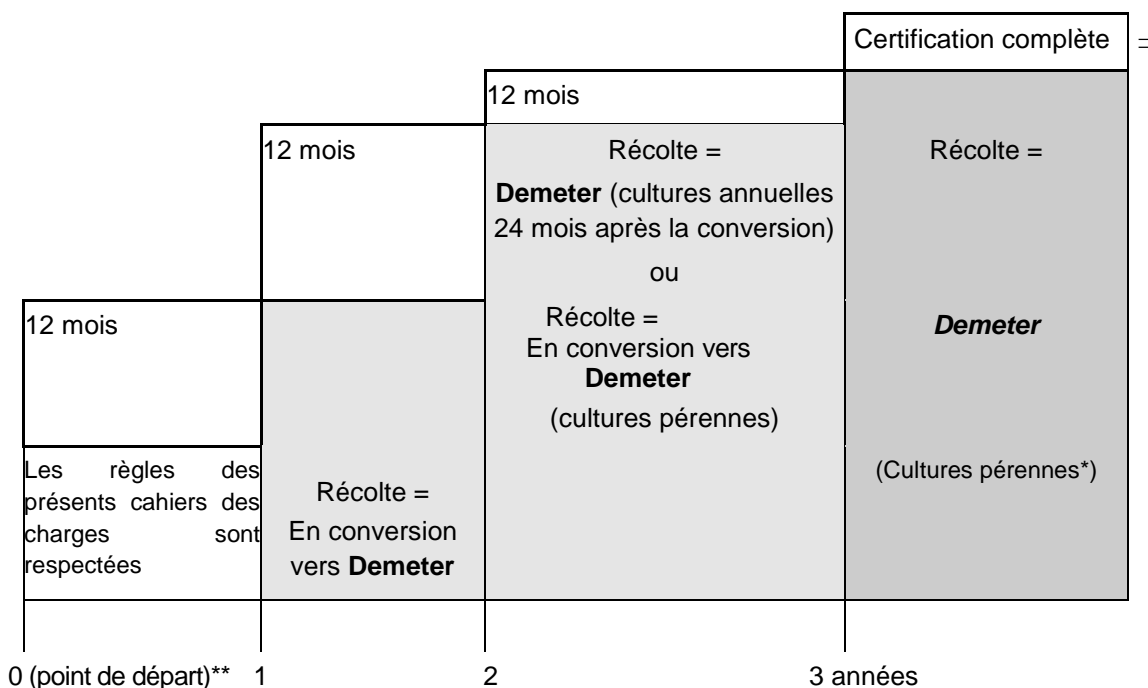 Certification complète =
12 mois
12 mois
Récolte =
Récolte =
Demeter (cultures annuelles
24 mois après la conversion)
ou
12 mois
Récolte =
En conversion vers
Demeter
(cultures pérennes)
Demeter
Les règles des
présents cahiers des
charges sont
respectées
Récolte =
En conversion
vers Demeter
(Cultures pérennes*)
0 (point de départ)** 1 2 3 années